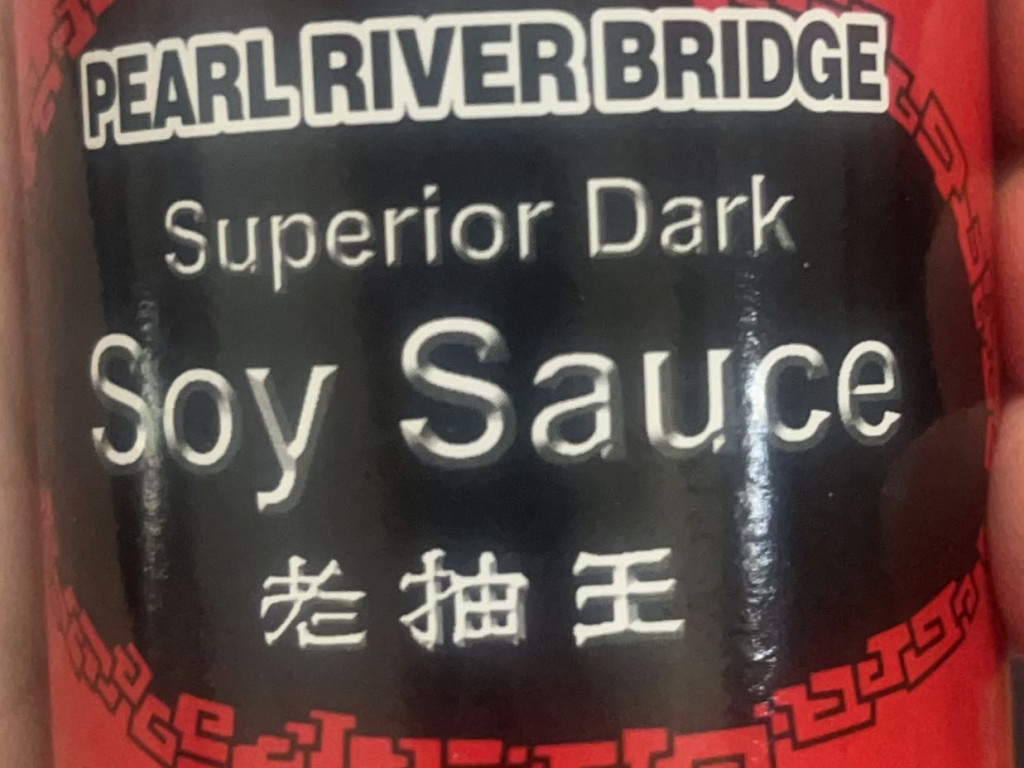 PEARL RIVER BRIDGE
Superior Dark
Soy Sauce
老抽王